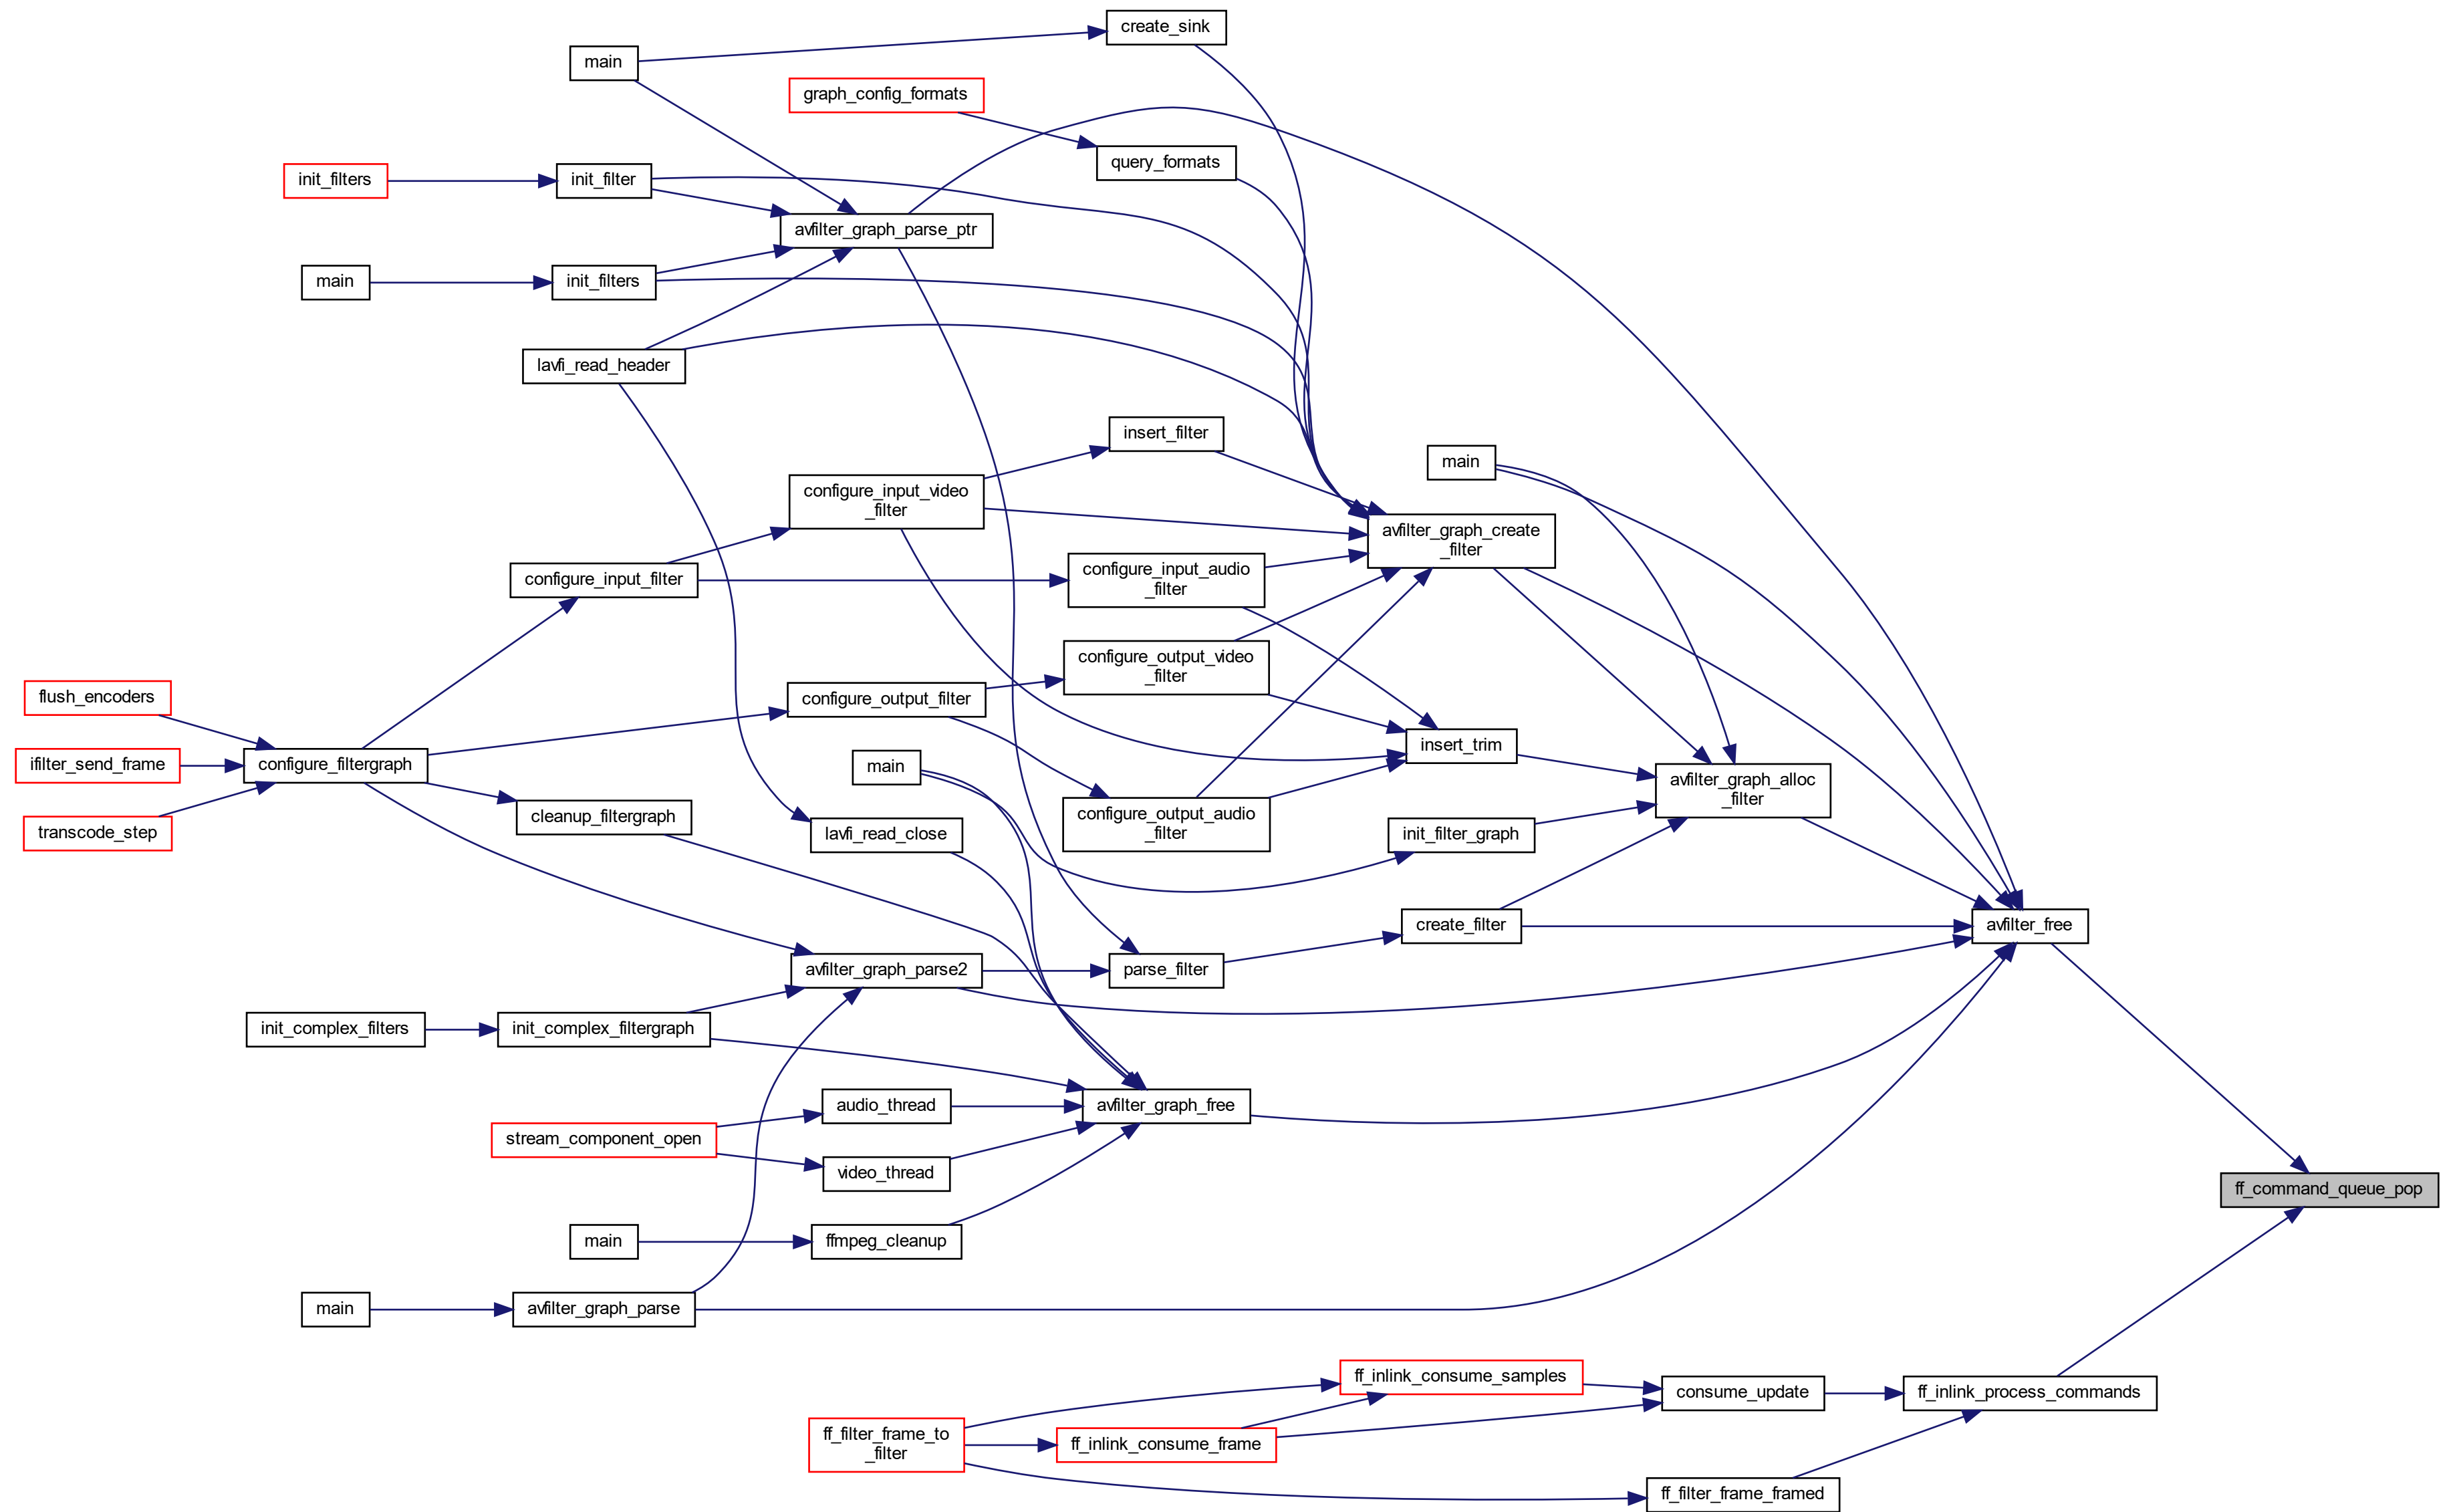 create_sink
main
graph_config_formats
query_formats
init_filters
init_filter
avfilter_graph_parse_ptr
main
init_filters
lavfi_read_header
insert_filter
main
configure_input_video
_filter
avfilter_graph_create
_filter
configure_input_filter
configure_input_audio
_filter
configure_output_video
_filter
flush_encoders
configure_output_filter
insert_trim
ifilter_send_frame
configure_filtergraph
main
avfilter_graph_alloc
_filter
transcode_step
cleanup_filtergraph
lavfi_read_close
configure_output_audio
_filter
init_filter_graph
create_filter
avfilter_free
avfilter_graph_parse2
parse_filter
init_complex_filters
init_complex_filtergraph
audio_thread
avfilter_graph_free
stream_component_open
video_thread
ff_command_queue_pop
main
ffmpeg_cleanup
main
avfilter_graph_parse
ff_inlink_consume_samples
consume_update
ff_inlink_process_commands
ff_filter_frame_to
_filter
ff_inlink_consume_frame
ff_filter_frame_framed